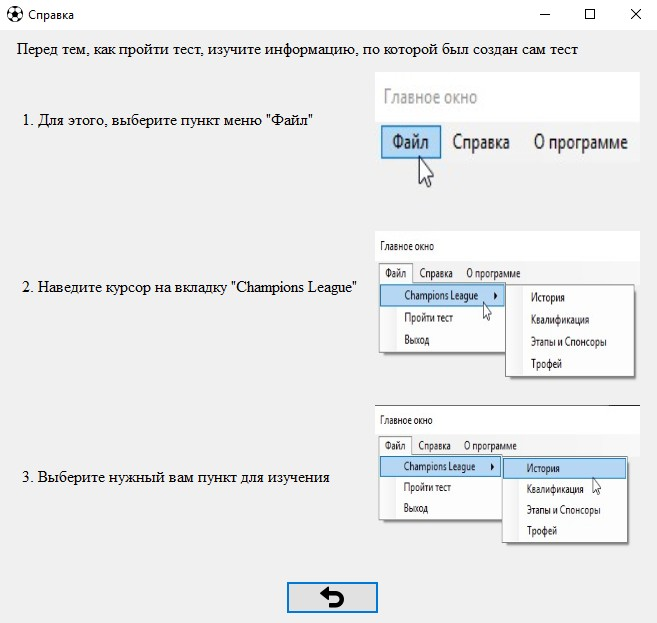 Справка
Перед тем, как пройти тест, изучите информацию, по которой был создан сам тест
1. Для этого, выберите пункт меню "Файл"
Главное окно
Файл Справка О программе
2. Наведите курсор на вкладку "Champions League"
Главное окно
Файл Справка О программе
Champions League
Пройти тест
Выход
История
Квалификация
Этапы и Спонсоры
Трофей
3. Выберите нужный вам пункт для изучения
Главное окно
Файл Справка О программе
Champions League
Пройти тест
Выход
История
Квалификация
Этапы и Спонсоры
Трофей